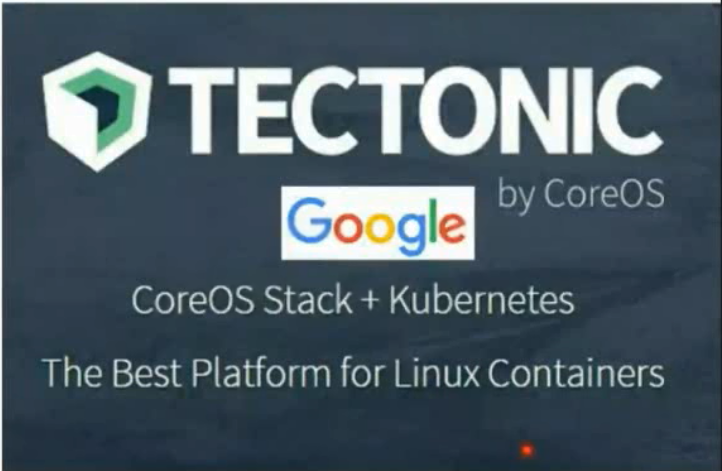 TECTONIC
by CoreOS
Google
CoreOS Stack + Kubernetes
The Best Platform for Linux Containers